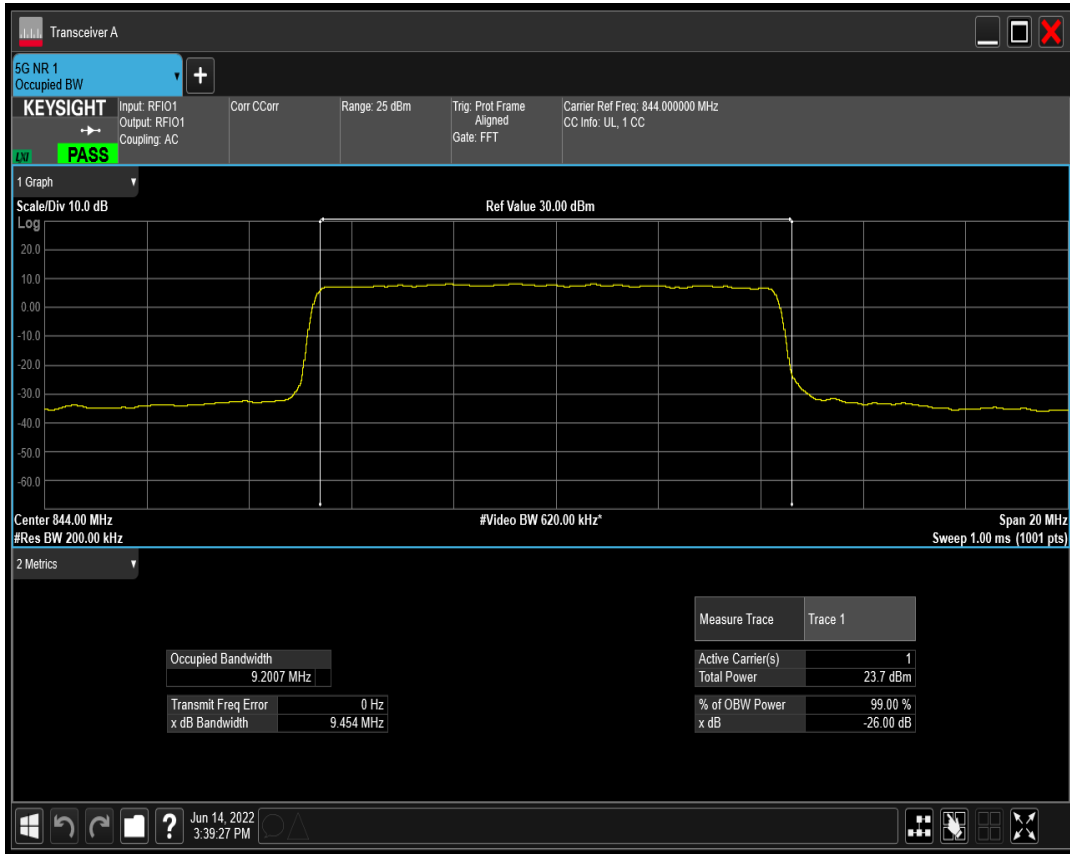 Transceiver A
5G NR 1
Occupied BW
+
KEYSIGHT
LXI
PASS
Input: RFIO1
Output: RFIO1
Coupling: AC
Corr CCorr
Range: 25 dBm
Trig: Prot Frame
Aligned
Gate: FFT
Carrier Ref Freq: 844.000000 MHz
CC Info: UL, 1 CC
1 Graph
Scale/Div 10.0 dB
Ref Value 30.00 dBm
Log
20.0
10.0
0.00
-10.0
-20.0
-30.0
-40.0
-50.0
-60.0
Center 844.00 MHz
#Video BW 620.00 kHz*
Span 20 MHz
#Res BW 200.00 kHz
Sweep 1.00 ms (1001 pts)
2 Metrics
Measure Trace Trace 1
Occupied Bandwidth
9.2007 MHz
Active Carrier(s) 1
Total Power 23.7 dBm
Transmit Freq Error 0 Hz
x dB Bandwidth 9.454 MHz
% of OBW Power 99.00 %
x dB -26.00 dB
?
Jun 14, 2022
3:39:27 PM